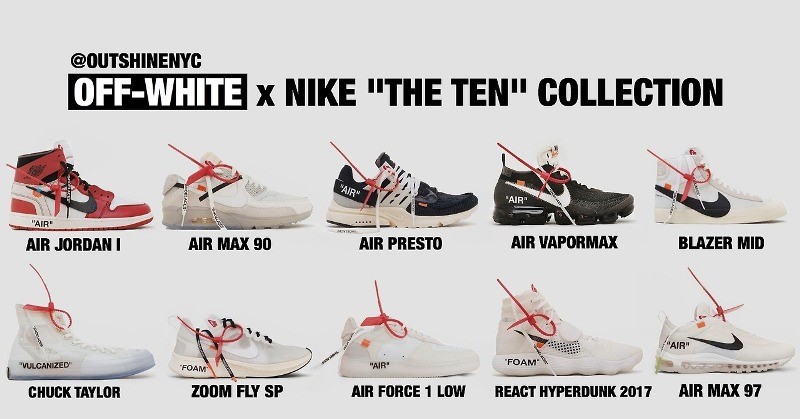 @OUTSHINENYC
OFF-WHITE x NIKE "THE TEN" COLLECTION
"AIR"
"AIR"
"AIR"
AIR JORDAN I
AIR MAX 90
AIR PRESTO
AIR VAPORMAX
BLAZER MID
"VULCANIZED"
"FOAM"
"AIR"
"FOAM"
"AIR"
CHUCK TAYLOR
ZOOM FLY SP
AIR FORCE 1 LOW
REACT HYPERDUNK 2017
AIR MAX 97